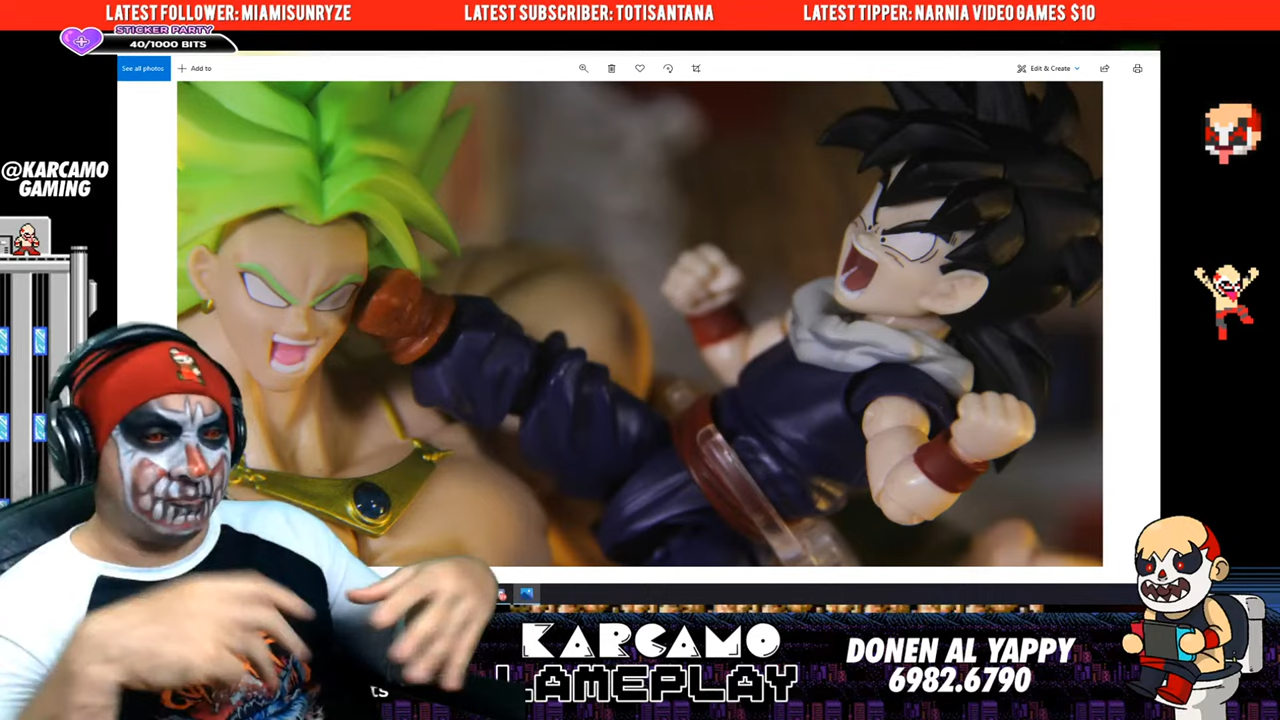 LATEST FOLLOWER: MIAMISUNRYZE
LATEST SUBSCRIBER: TOTISANTANA
LATEST TIPPER: NARNIA VIDEO GAMES $10
STICKER PARTY
40/1000 BITS
See all photos
Add to
Edit & Create
@KARCAMO
GAMING
KARCAMO
LAMEPLAY
DONEN AL YAPPY
6982.6790